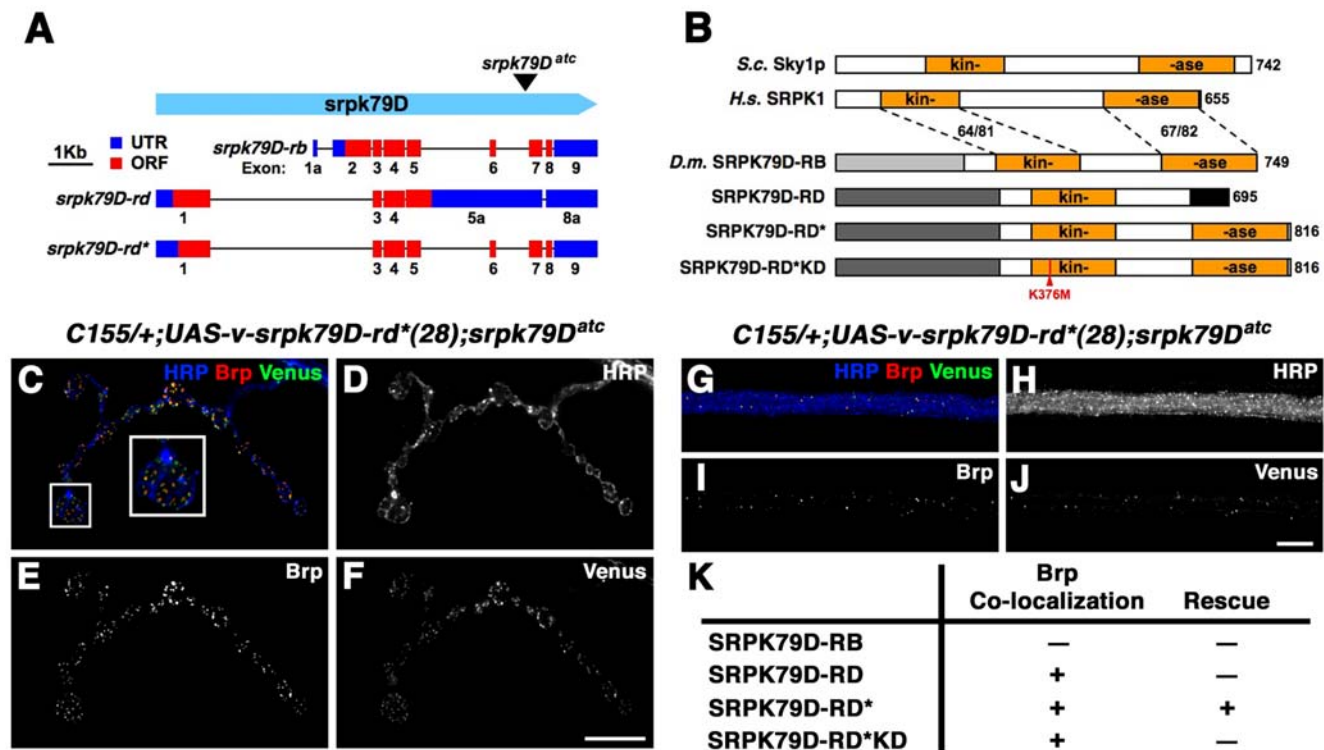 A
srpk79D^atc
srpk79D
1Kb
UTR
ORF
srpk79D-rb
Exon: 1a 2 3 4 5 6 7 8 9
srpk79D-rd
1 3 4 5a 8a
srpk79D-rd*
1 3 4 5 6 7 8 9
B
S.c. Sky1p kin- -ase 742
H.s. SRPK1 kin- -ase 655
64/81 67/82
D.m. SRPK79D-RB kin- -ase 749
SRPK79D-RD kin- 695
SRPK79D-RD* kin- -ase 816
SRPK79D-RD*KD kin- -ase 816
K376M
C155/+;UAS-v-srpk79D-rd*(28);srpk79D^atc
C HRP Brp Venus
D HRP
E Brp
F Venus
C155/+;UAS-v-srpk79D-rd*(28);srpk79D^atc
G HRP Brp Venus
H HRP
I Brp
J Venus
K
Brp
Co-localization Rescue
SRPK79D-RB — —
SRPK79D-RD + —
SRPK79D-RD* + +
SRPK79D-RD*KD + —